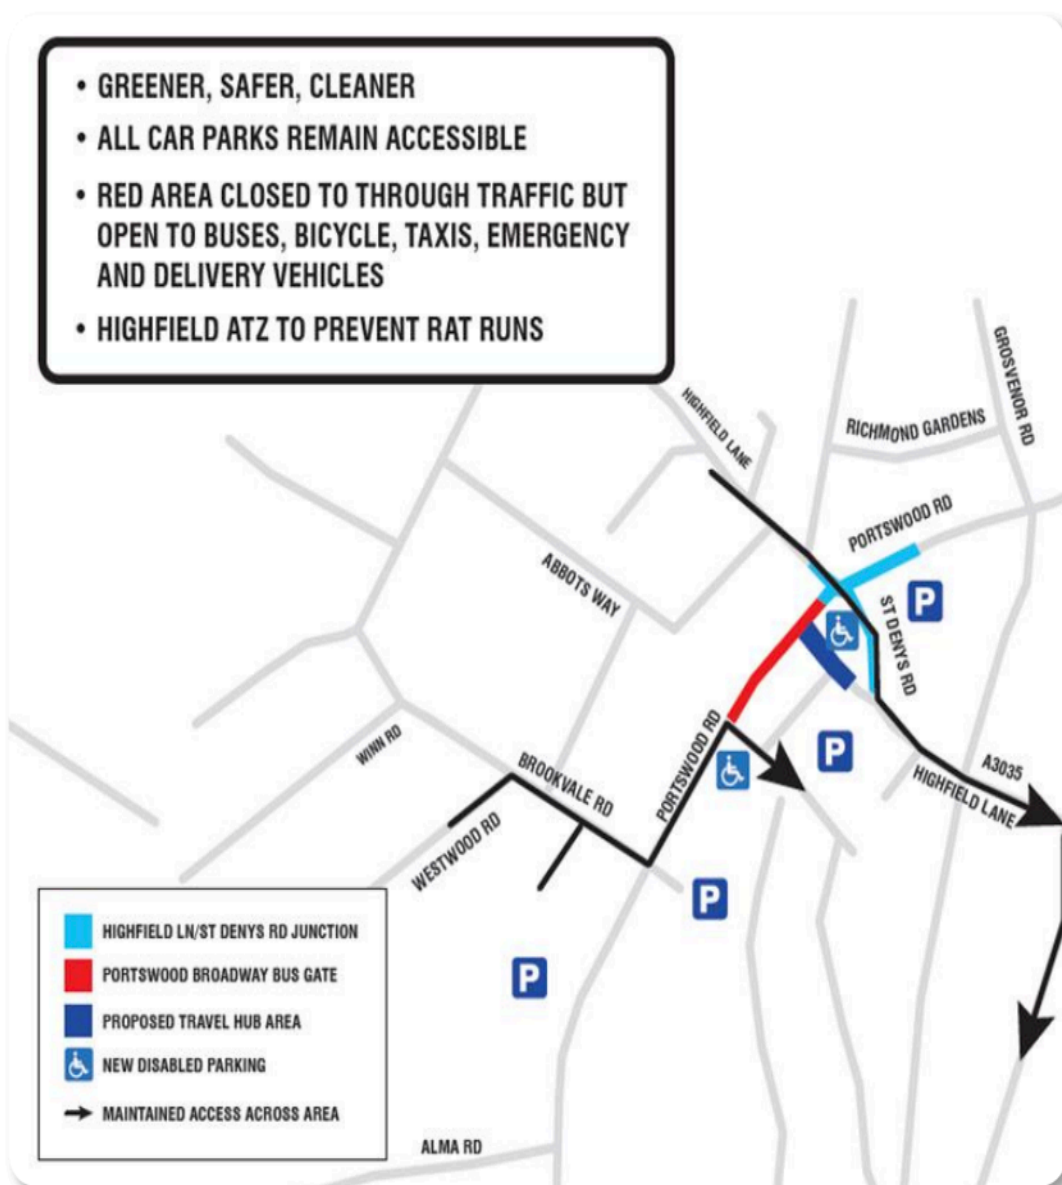 • GREENER, SAFER, CLEANER
• ALL CAR PARKS REMAIN ACCESSIBLE
• RED AREA CLOSED TO THROUGH TRAFFIC BUT
OPEN TO BUSES, BICYCLE, TAXIS, EMERGENCY
AND DELIVERY VEHICLES
• HIGHFIELD ATZ TO PREVENT RAT RUNS
HIGHFIELD LANE
GROSVENOR RD
RICHMOND GARDENS
PORTSWOOD RD
ABBOTS WAY
P
ST DENYS RD
WINN RD
BROOKVALE RD
PORTSWOOD RD
P
A3035
HIGHFIELD LANE
WESTWOOD RD
P
P
HIGHFIELD LN/ST DENYS RD JUNCTION
PORTSWOOD BROADWAY BUS GATE
PROPOSED TRAVEL HUB AREA
NEW DISABLED PARKING
MAINTAINED ACCESS ACROSS AREA
ALMA RD